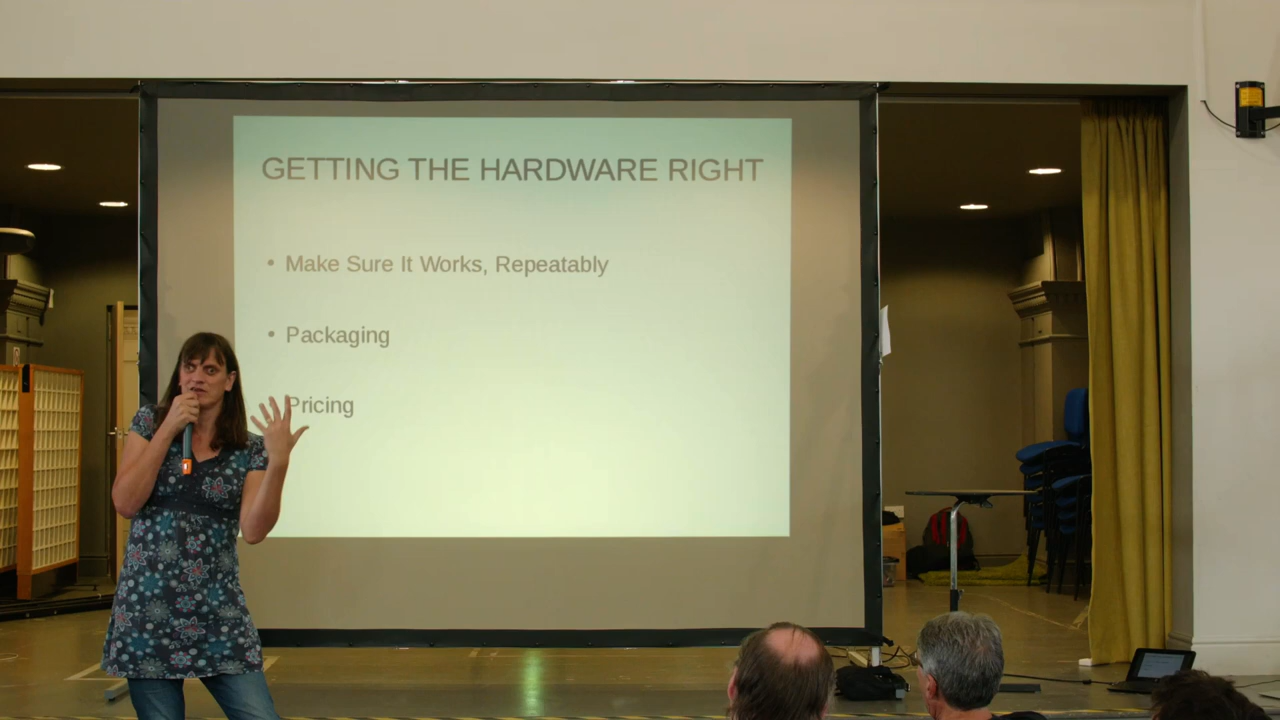 GETTING THE HARDWARE RIGHT
• Make Sure It Works, Repeatably
• Packaging
Pricing